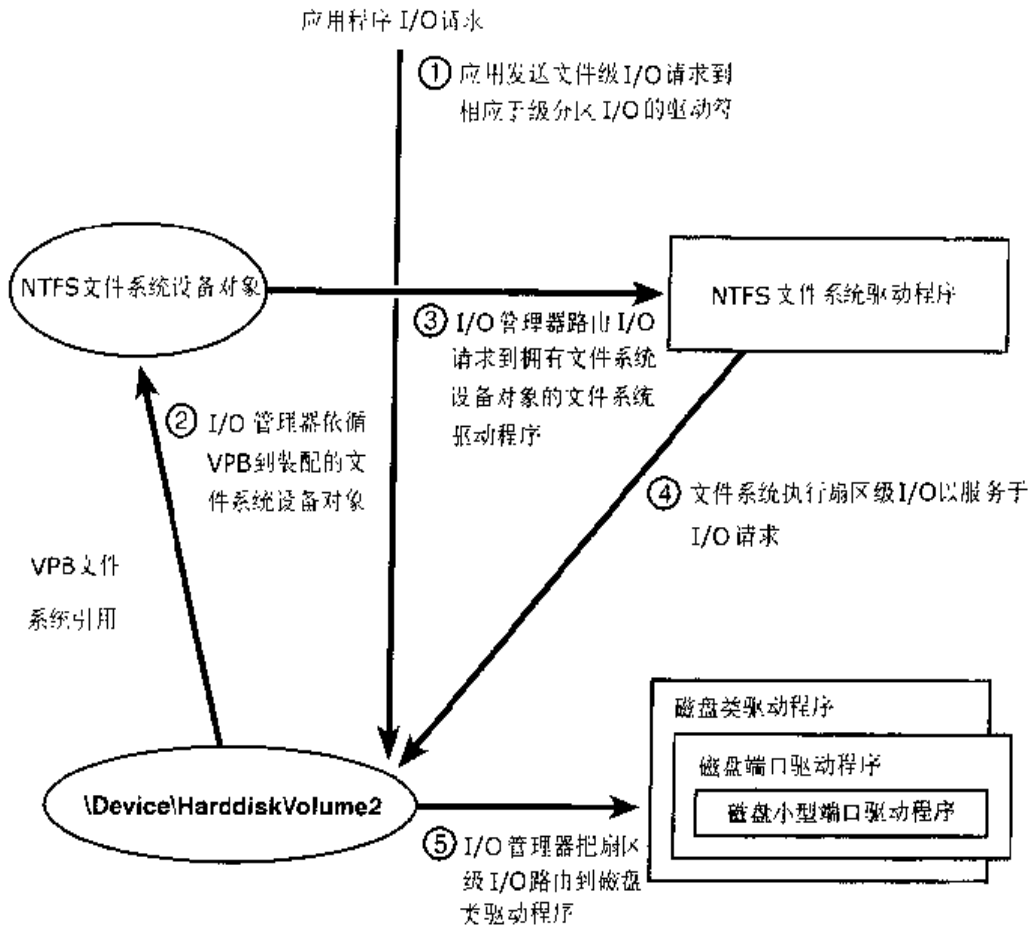 应用程序 I/O请求
① 应用发送文件级I/O请求到
相应于级分区I/O的驱动符
NTFS文件系统设备对象
NTFS 文件系统驱动程序
③ I/O管理器路由I/O
请求到拥有文件系统
设备对象的文件系统
驱动程序
② I/O 管理器依循
VPB到装配的文
件系统设备对象
④ 文件系统执行扇区级I/O以服务于
I/O请求
VPB文件
系统引用
磁盘类驱动程序
磁盘端口驱动程序
磁盘小型端口驱动程序
\Device\HarddiskVolume2
⑤ I/O管理器把扇区
级I/O路由到磁盘
类驱动程序